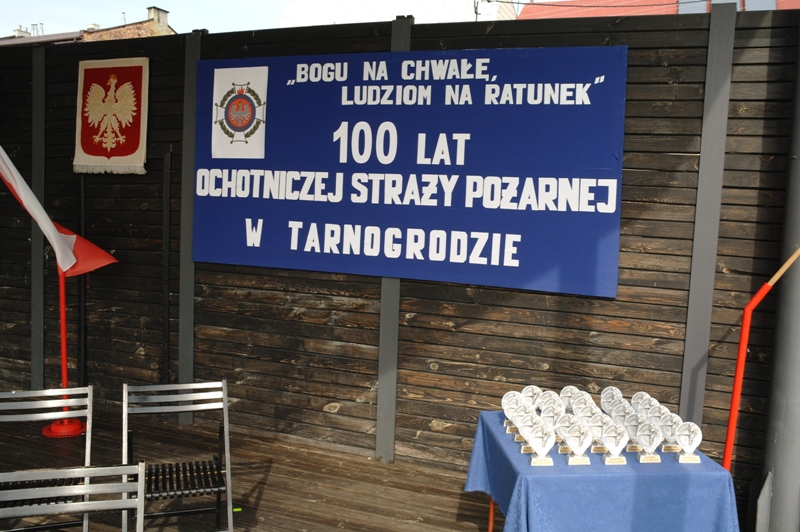 „BOGU NA CHWAŁĘ,
LUDZIOM NA RATUNEK"
100 LAT
OCHOTNICZEJ STRAŻY POŻARNEJ
W TARNOGRODZIE